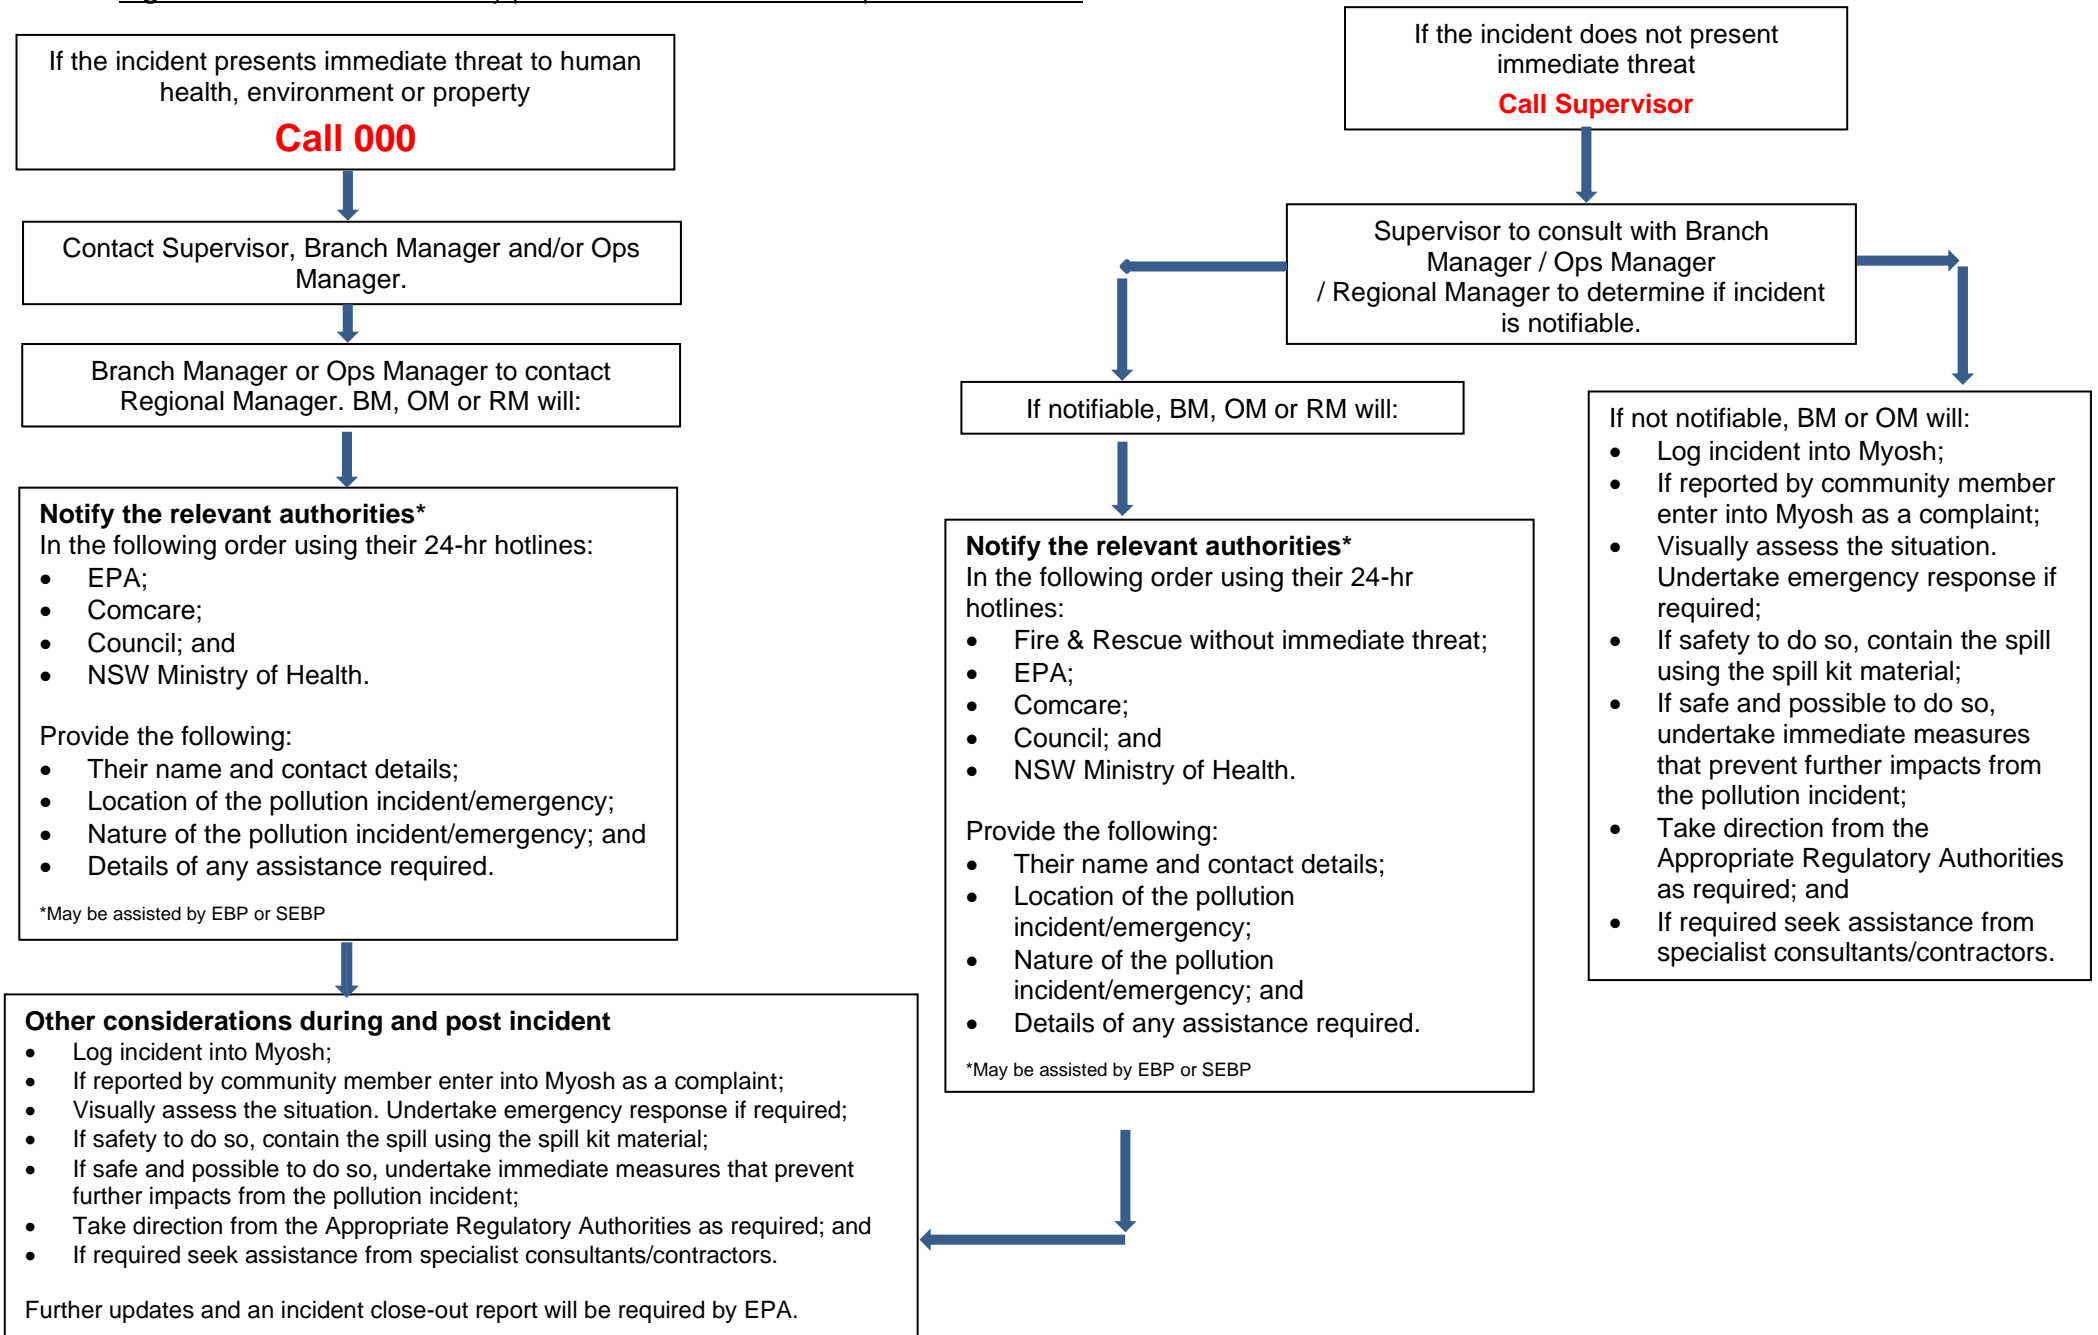 If the incident presents immediate threat to human
health, environment or property
Call 000
Contact Supervisor, Branch Manager and/or Ops
Manager.
Branch Manager or Ops Manager to contact
Regional Manager. BM, OM or RM will:
Notify the relevant authorities*
In the following order using their 24-hr hotlines:
• EPA;
• Comcare;
• Council; and
• NSW Ministry of Health.
Provide the following:
• Their name and contact details;
• Location of the pollution incident/emergency;
• Nature of the pollution incident/emergency; and
• Details of any assistance required.
*May be assisted by EBP or SEBP
Other considerations during and post incident
• Log incident into Myosh;
• If reported by community member enter into Myosh as a complaint;
• Visually assess the situation. Undertake emergency response if required;
• If safety to do so, contain the spill using the spill kit material;
• If safe and possible to do so, undertake immediate measures that prevent
further impacts from the pollution incident;
• Take direction from the Appropriate Regulatory Authorities as required; and
• If required seek assistance from specialist consultants/contractors.
Further updates and an incident close-out report will be required by EPA.
If the incident does not present
immediate threat
Call Supervisor
Supervisor to consult with Branch
Manager / Ops Manager
/ Regional Manager to determine if incident
is notifiable.
If notifiable, BM, OM or RM will:
Notify the relevant authorities*
In the following order using their 24-hr
hotlines:
• Fire & Rescue without immediate threat;
• EPA;
• Comcare;
• Council; and
• NSW Ministry of Health.
Provide the following:
• Their name and contact details;
• Location of the pollution
incident/emergency;
• Nature of the pollution
incident/emergency; and
• Details of any assistance required.
*May be assisted by EBP or SEBP
If not notifiable, BM or OM will:
• Log incident into Myosh;
• If reported by community member
enter into Myosh as a complaint;
• Visually assess the situation.
Undertake emergency response if
required;
• If safety to do so, contain the spill
using the spill kit material;
• If safe and possible to do so,
undertake immediate measures
that prevent further impacts from
the pollution incident;
• Take direction from the
Appropriate Regulatory Authorities
as required; and
• If required seek assistance from
specialist consultants/contractors.